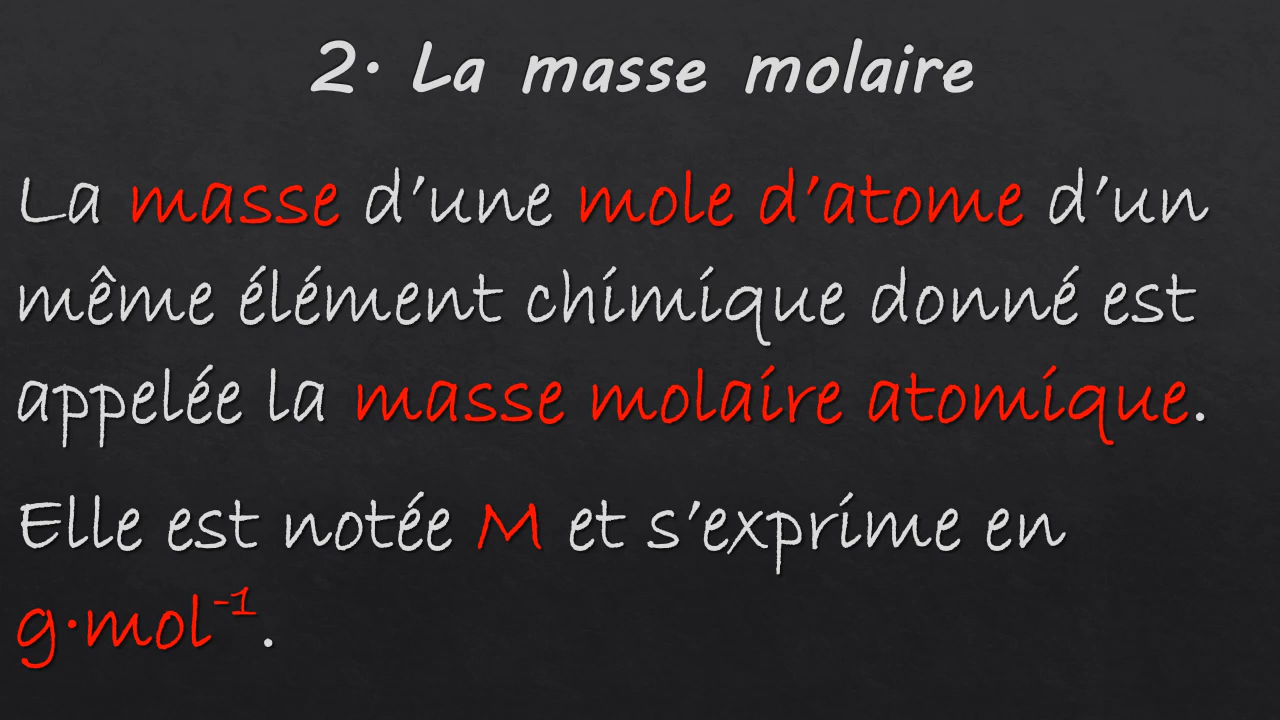 2. La masse molaire
La masse d’une mole d’atome d’un
même élément chimique donné est
appelée la masse molaire atomique.
Elle est notée M et s’exprime en
g·mol⁻¹.